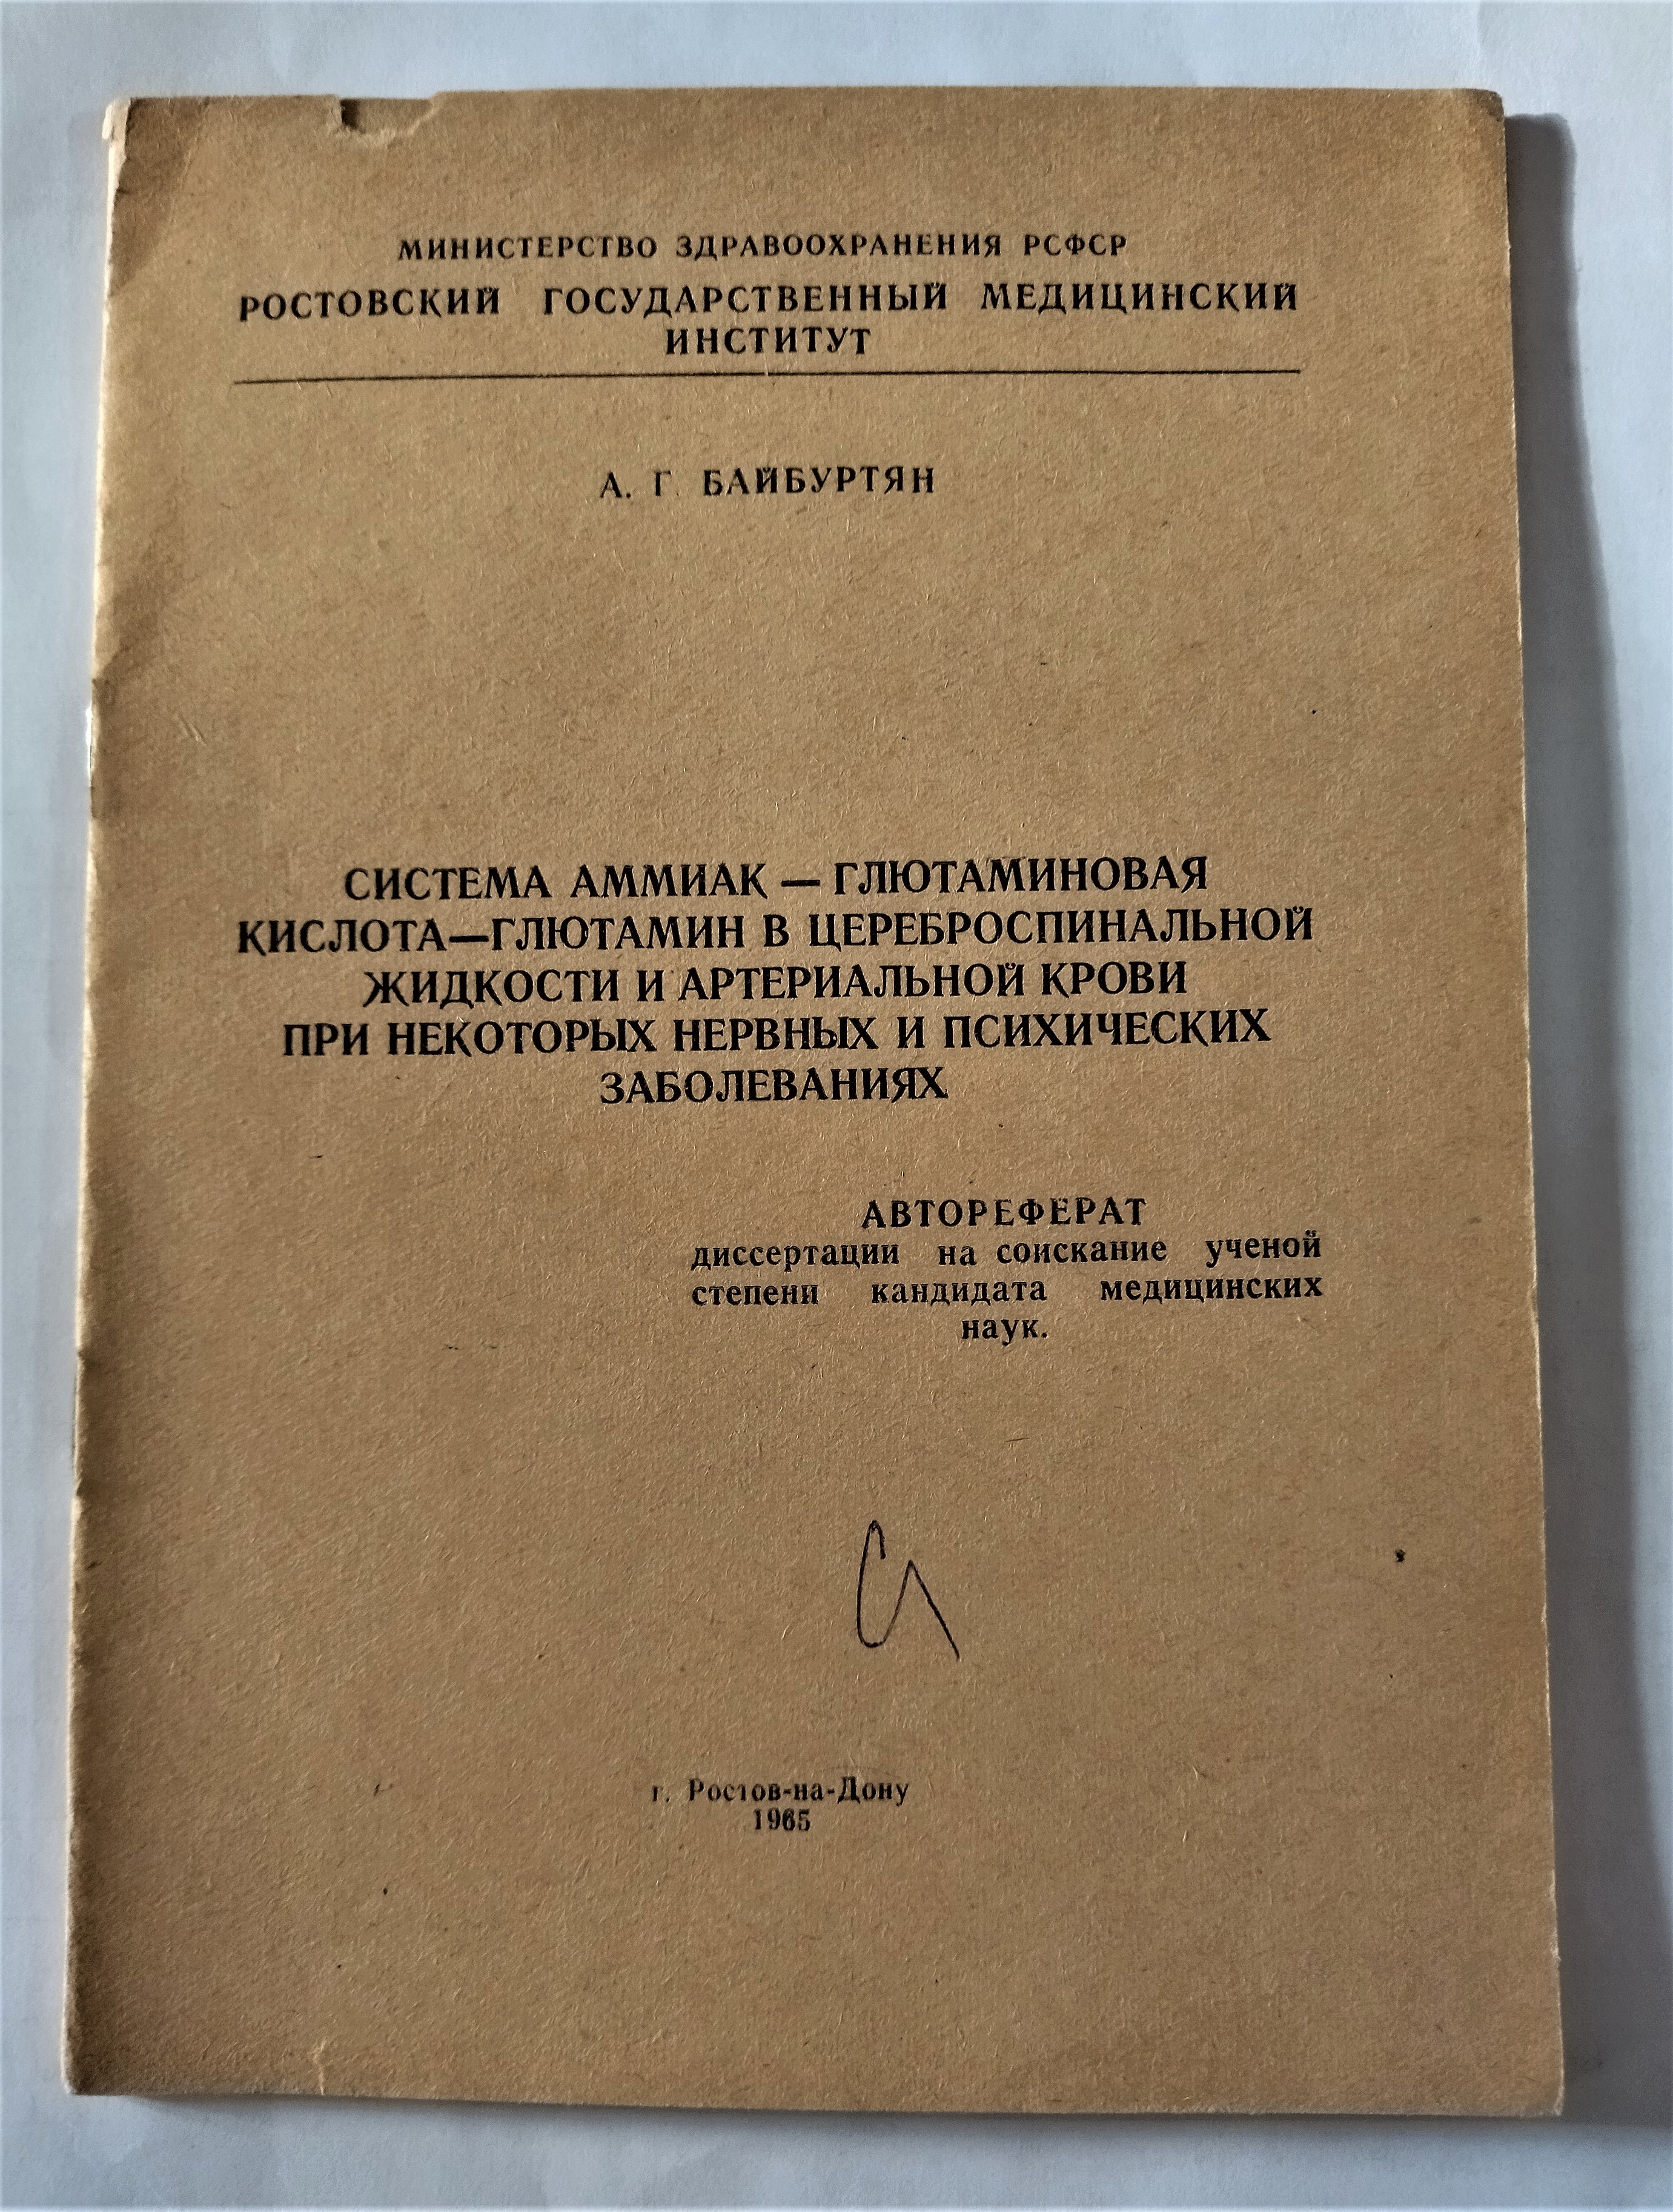 МИНИСТЕРСТВО ЗДРАВООХРАНЕНИЯ РСФСР
РОСТОВСКИЙ ГОСУДАРСТВЕННЫЙ МЕДИЦИНСКИЙ
ИНСТИТУТ
А. Г. БАЙБУРТЯН
СИСТЕМА АММИАК — ГЛЮТАМИНОВАЯ
КИСЛОТА—ГЛЮТАМИН В ЦЕРЕБРОСПИНАЛЬНОЙ
ЖИДКОСТИ И АРТЕРИАЛЬНОЙ КРОВИ
ПРИ НЕКОТОРЫХ НЕРВНЫХ И ПСИХИЧЕСКИХ
ЗАБОЛЕВАНИЯХ
АВТОРЕФЕРАТ
диссертации на соискание ученой
степени кандидата медицинских
наук.
г. Ростов-на-Дону
1965